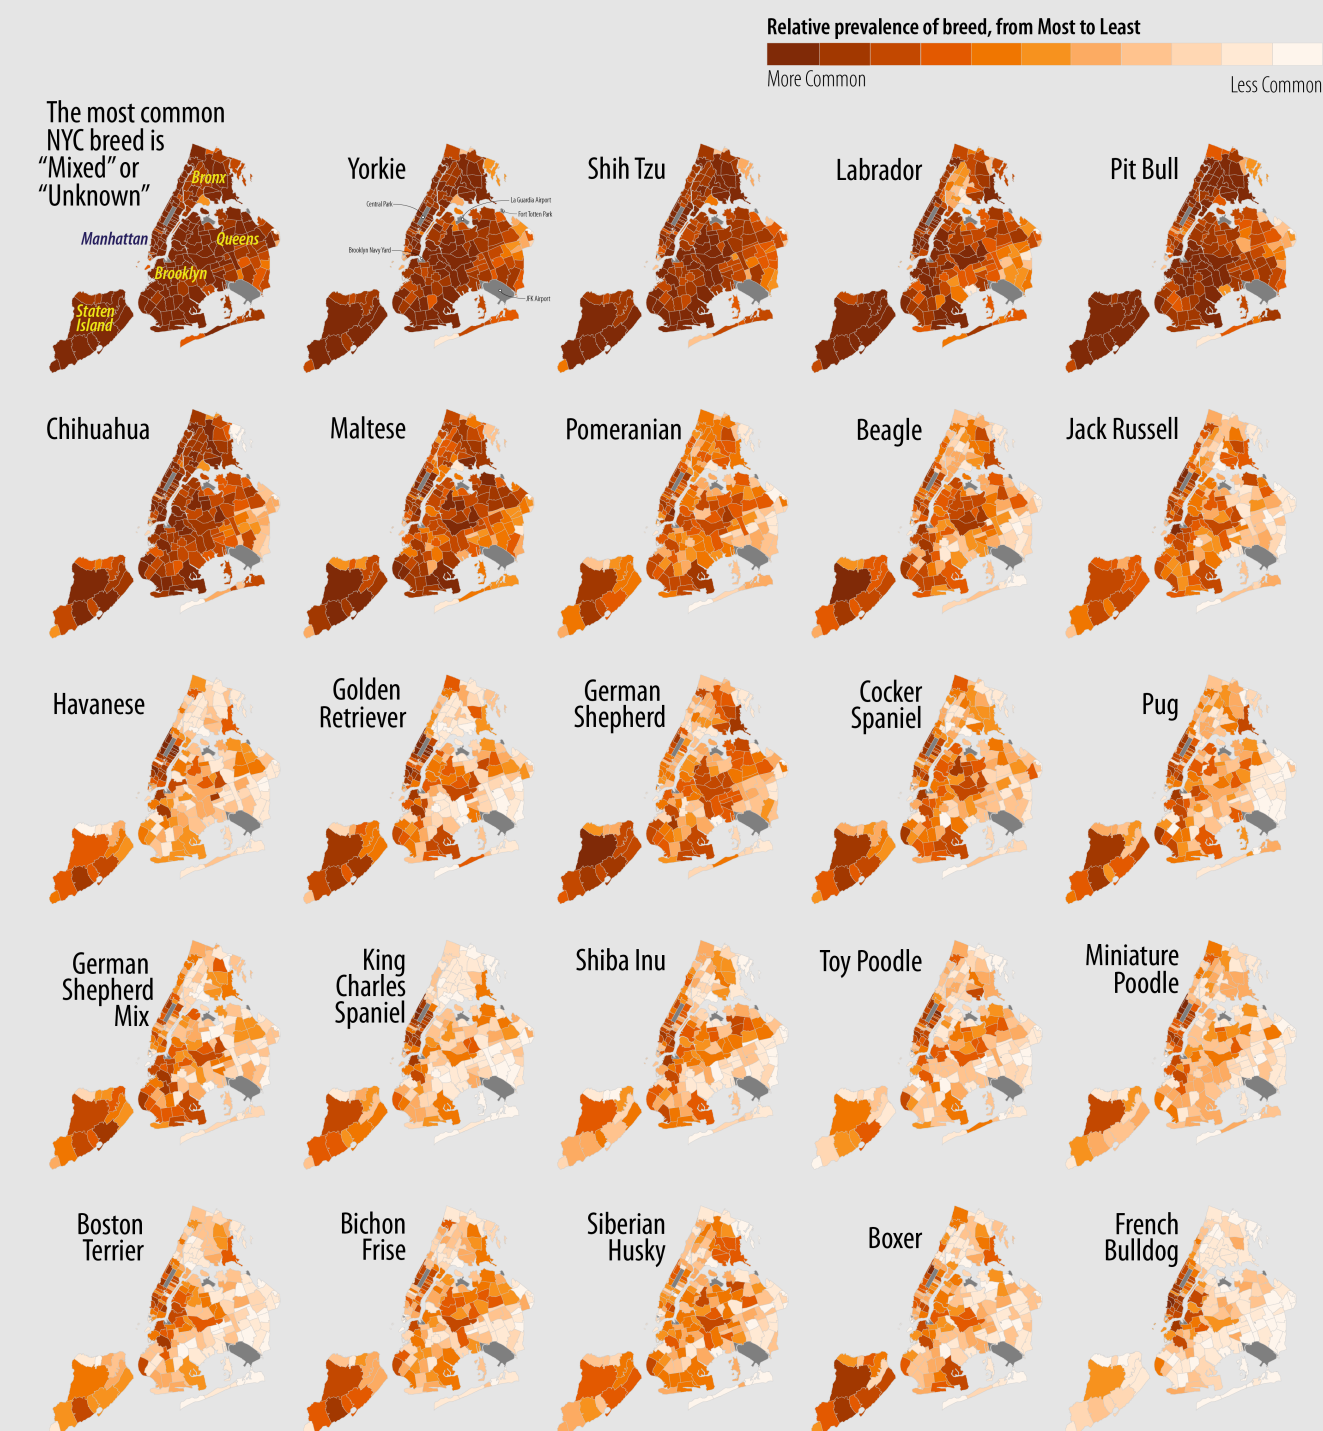 Relative prevalence of breed, from Most to Least
More Common
Less Common
The most common
NYC breed is
“Mixed” or
“Unknown”
Bronx
Manhattan
Queens
Brooklyn
Staten
Island
Yorkie
Central Park
La Guardia Airport
Fort Totten Park
Brooklyn Navy Yard
JFK Airport
Shih Tzu
Labrador
Pit Bull
Chihuahua
Maltese
Pomeranian
Beagle
Jack Russell
Havanese
Golden
Retriever
German
Shepherd
Cocker
Spaniel
Pug
German
Shepherd
Mix
King
Charles
Spaniel
Shiba Inu
Toy Poodle
Miniature
Poodle
Boston
Terrier
Bichon
Frise
Siberian
Husky
Boxer
French
Bulldog